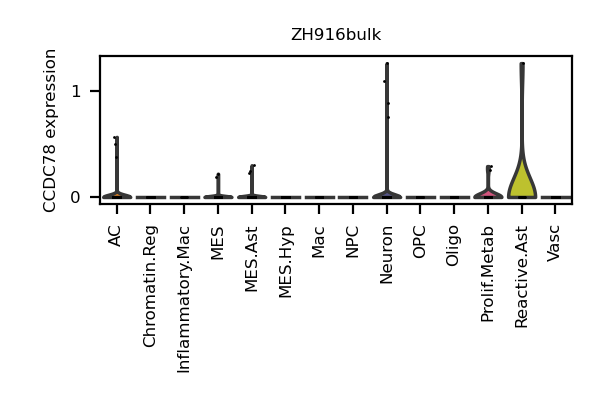 ZH916bulk
CCDC78 expression
1
0
AC
Chromatin.Reg
Inflammatory.Mac
MES
MES.Ast
MES.Hyp
Mac
NPC
Neuron
OPC
Oligo
Prolif.Metab
Reactive.Ast
Vasc